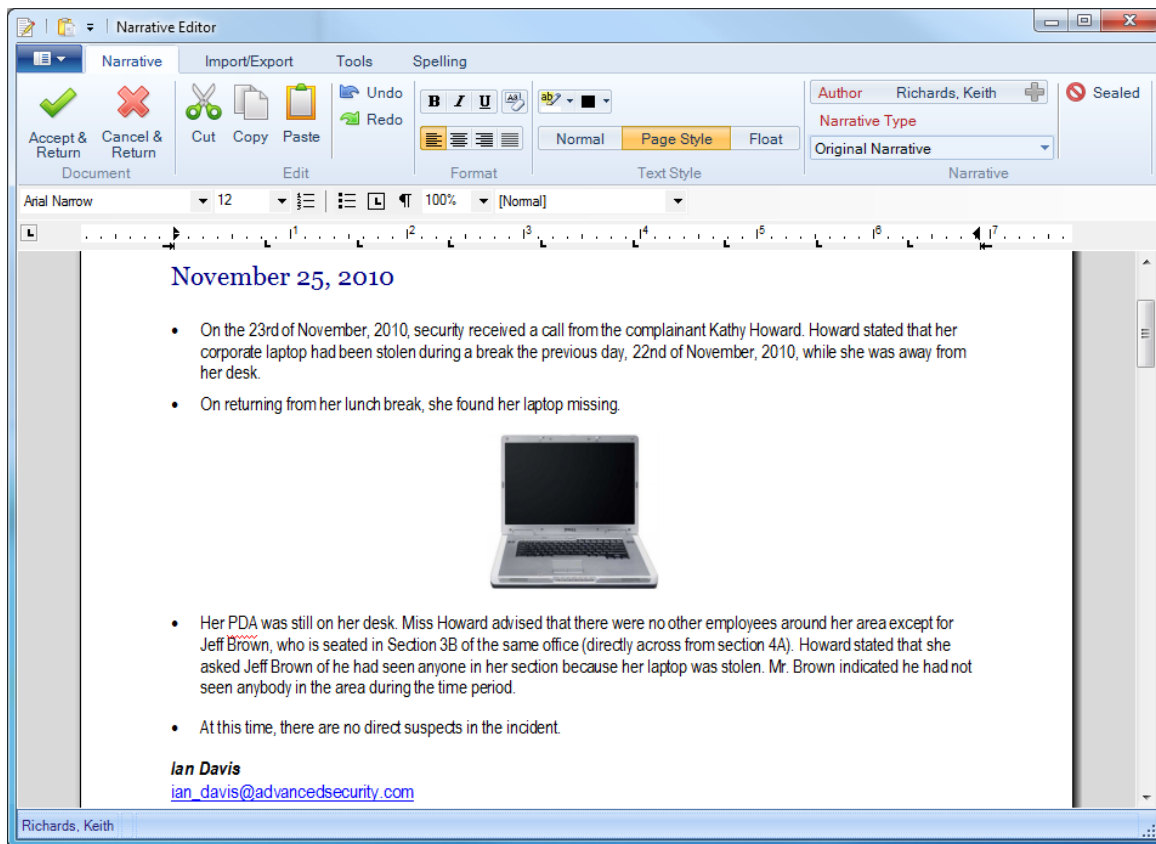 Narrative Editor
Narrative Import/Export Tools Spelling
Accept & Return
Cancel & Return
Document
Cut Copy Paste
Undo
Redo
Edit
B I U
Format
Normal Page Style Float
Text Style
Author Richards, Keith
Narrative Type
Original Narrative
Sealed
Narrative
Arial Narrow 12 100% [Normal]
1 2 3 4 5 6 7
November 25, 2010
• On the 23rd of November, 2010, security received a call from the complainant Kathy Howard. Howard stated that her
corporate laptop had been stolen during a break the previous day, 22nd of November, 2010, while she was away from
her desk.
• On returning from her lunch break, she found her laptop missing.
DELL
• Her PDA was still on her desk. Miss Howard advised that there were no other employees around her area except for
Jeff Brown, who is seated in Section 3B of the same office (directly across from section 4A). Howard stated that she
asked Jeff Brown of he had seen anyone in her section because her laptop was stolen. Mr. Brown indicated he had not
seen anybody in the area during the time period.
• At this time, there are no direct suspects in the incident.
Ian Davis
ian_davis@advancedsecurity.com
Richards, Keith